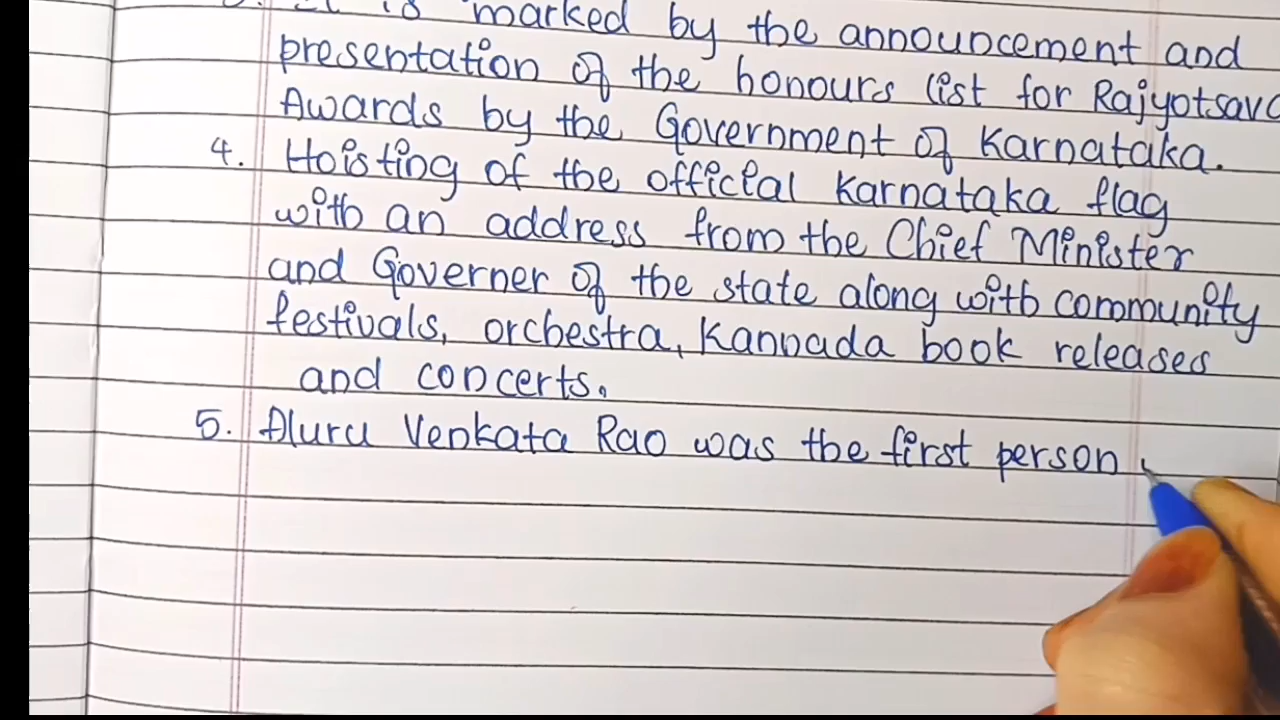 is marked by the announcement and
presentation of the honours list for Rajyotsava
Awards by the Government of Karnataka.
4. Hoisting of the official Karnataka flag
with an address from the Chief Minister
and Governer of the state along with community
festivals, orchestra, Kannada book releases
and concerts.
5. Aluru Venkata Rao was the first person